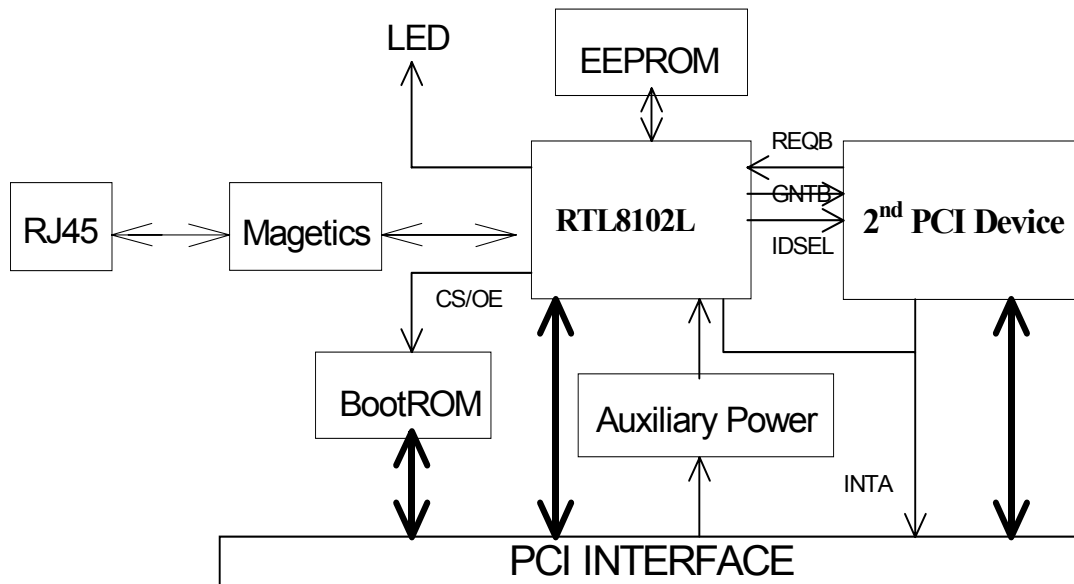 LED
EEPROM
REQB
GNTB
IDSEL
RJ45
Magetics
RTL8102L
2nd PCI Device
CS/OE
BootROM
Auxiliary Power
INTA
PCI INTERFACE